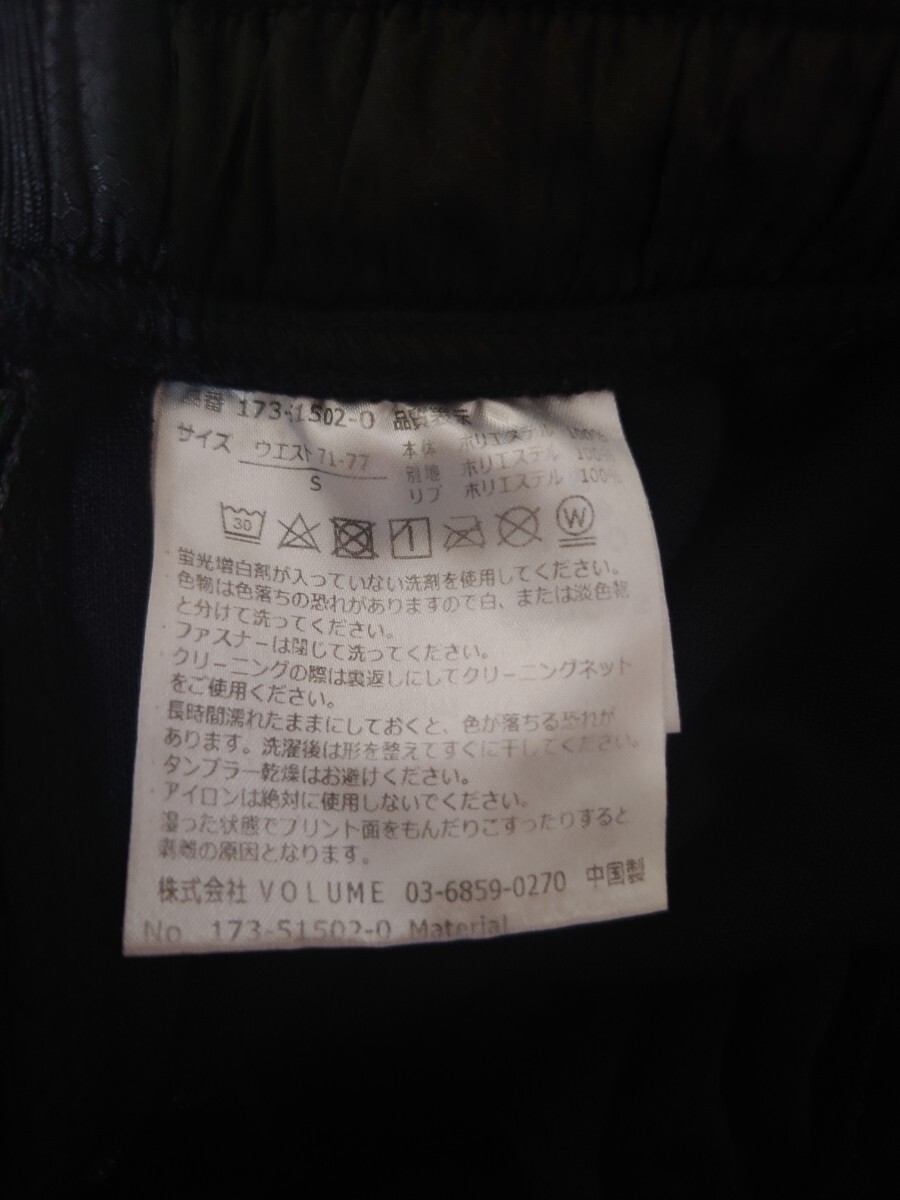 品番 173-51502-0 品質表示
サイズ ウエスト71-77
S
本体 ポリエステル 100%
別地 ポリエステル 100%
リブ ポリエステル 100%
30
W
蛍光増白剤が入っていない洗剤を使用してください。
色物は色落ちの恐れがありますので白、または淡色物
と分けて洗ってください。
ファスナーは閉じて洗ってください。
クリーニングの際は裏返しにしてクリーニングネット
をご使用ください。
長時間濡れたままにしておくと、色が落ちる恐れが
あります。洗濯後は形を整えてすぐに干してください。
タンブラー乾燥はお避けください。
アイロンは絶対に使用しないでください。
湿った状態でプリント面をもんだりこすったりすると
剥離の原因となります。
株式会社 VOLUME 03-6859-0270 中国製
No. 173-51502-0 Material